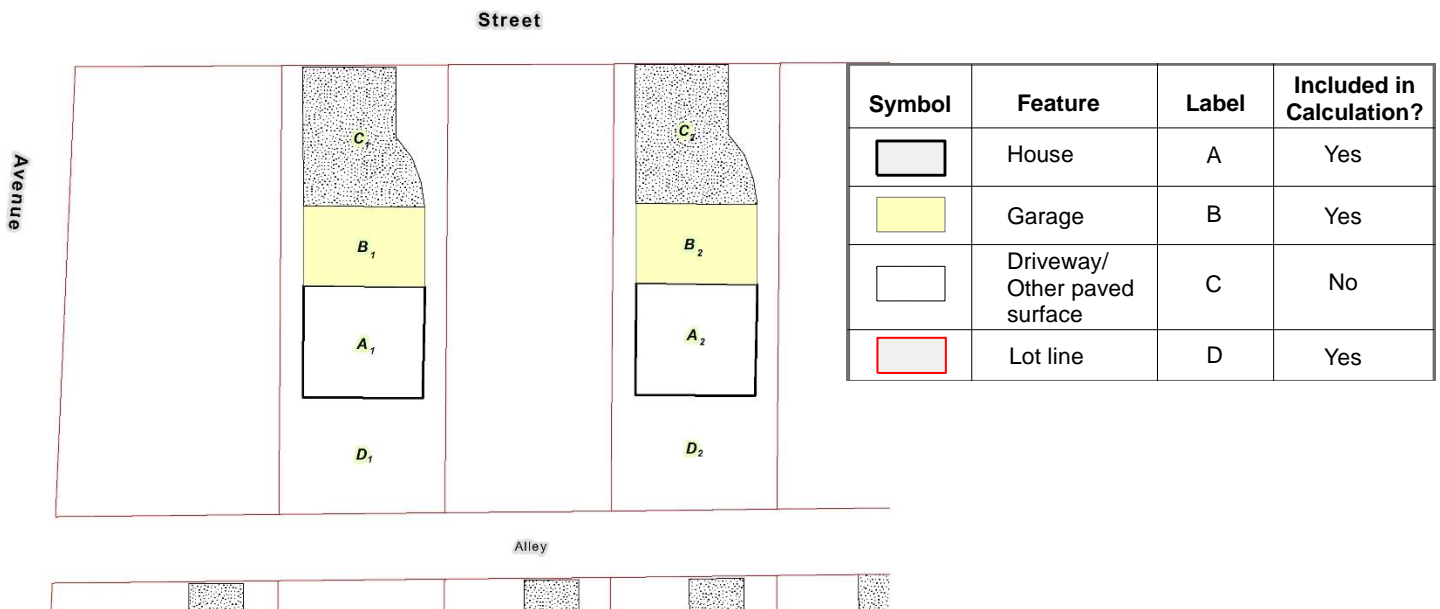 Street
Avenue
C1
C2
B1
B2
A1
A2
D1
D2
Alley
Symbol Feature Label Included in
Calculation?
House A Yes
Garage B Yes
Driveway/
Other paved
surface C No
Lot line D Yes